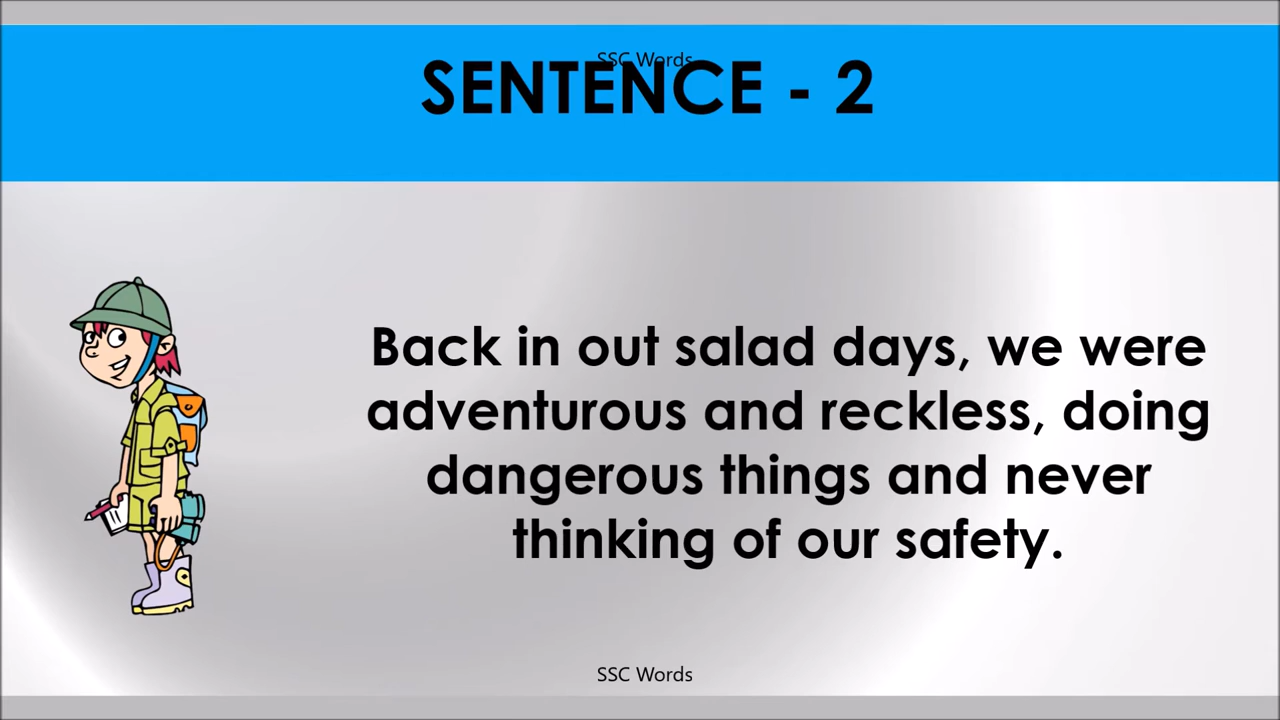 SSC Words
SENTENCE - 2
Back in out salad days, we were
adventurous and reckless, doing
dangerous things and never
thinking of our safety.
SSC Words